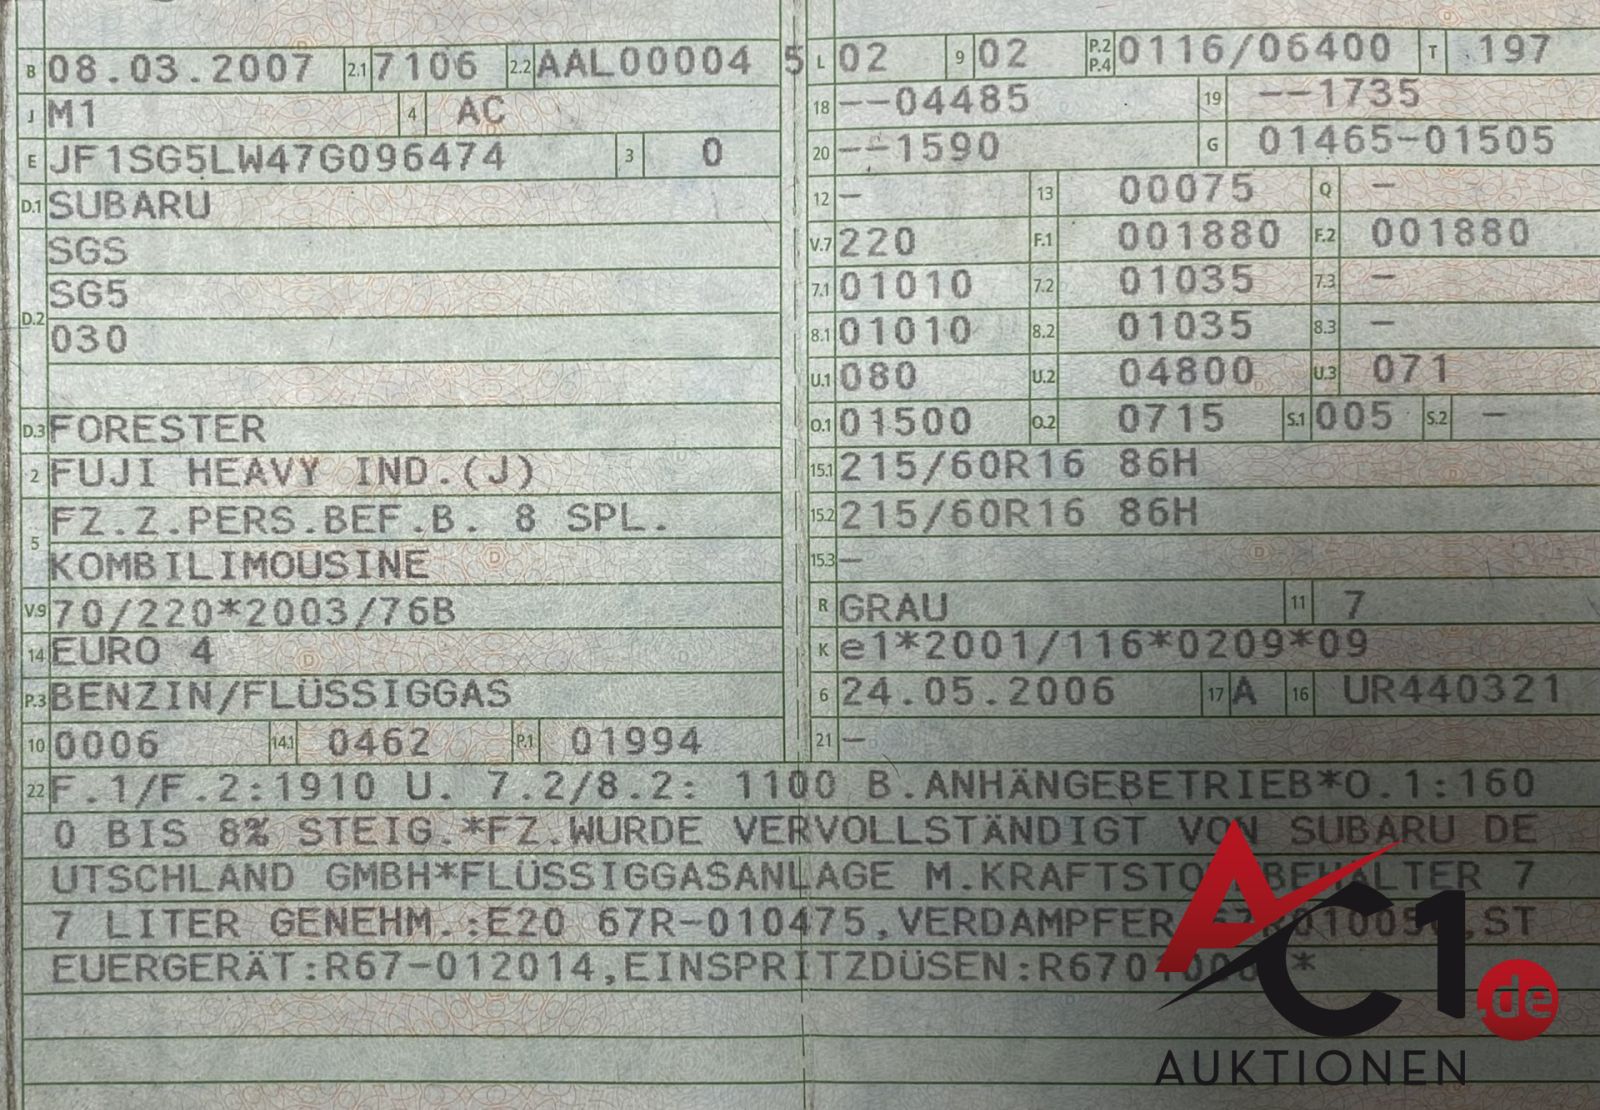 B 08.03.2007 2.1 7106 2.2 AAL00004 5
J M1 4 AC
E JF1SG5LW47G096474 3 0
D.1 SUBARU
SGS
SG5
D.2
030
D.3 FORESTER
2 FUJI HEAVY IND.(J)
FZ.Z.PERS.BEF.B. 8 SPL.
5
KOMBILIMOUSINE
V.9 70/220*2003/76B
14 EURO 4
P.3 BENZIN/FLÜSSIGGAS
10 0006 14.1 0462 P.1 01994
L 02 9 02 P.2 P.4 0116/06400 T 197
18 --04485 19 --1735
20 --1590 G 01465-01505
12 - 13 00075 Q -
V.7 220 F.1 001880 F.2 001880
7.1 01010 7.2 01035 7.3 -
8.1 01010 8.2 01035 8.3 -
U.1 080 U.2 04800 U.3 071
O.1 01500 O.2 0715 S.1 005 S.2 -
15.1 215/60R16 86H
15.2 215/60R16 86H
15.3 -
R GRAU 11 7
K e1*2001/116*0209*09
6 24.05.2006 17 A 16 UR440321
21 -
22 F.1/F.2:1910 U. 7.2/8.2: 1100 B.ANHÄNGEBETRIEB*O.1:160
0 BIS 8% STEIG.*FZ.WURDE VERVOLLSTÄNDIGT VON SUBARU DE
UTSCHLAND GMBH*FLÜSSIGGASANLAGE M.KRAFTSTOFFBEHÄLTER 7
7 LITER GENEHM.:E20 67R-010475,VERDAMPFER ,ST
EUERGERÄT:R67-012014,EINSPRITZDÜSEN: *
AC1.de
AUKTIONEN